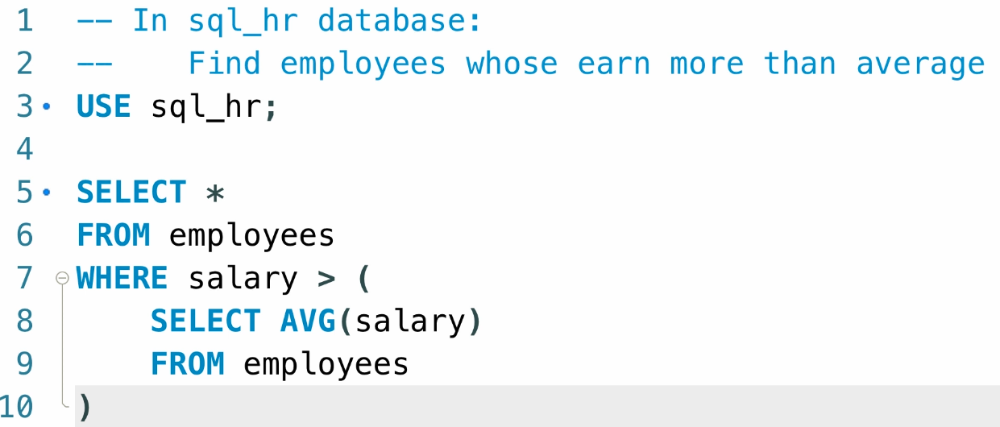 1 -- In sql_hr database:
2 --    Find employees whose earn more than average
3 USE sql_hr;
4
5 SELECT *
6 FROM employees
7 WHERE salary > (
8     SELECT AVG(salary)
9     FROM employees
10 )